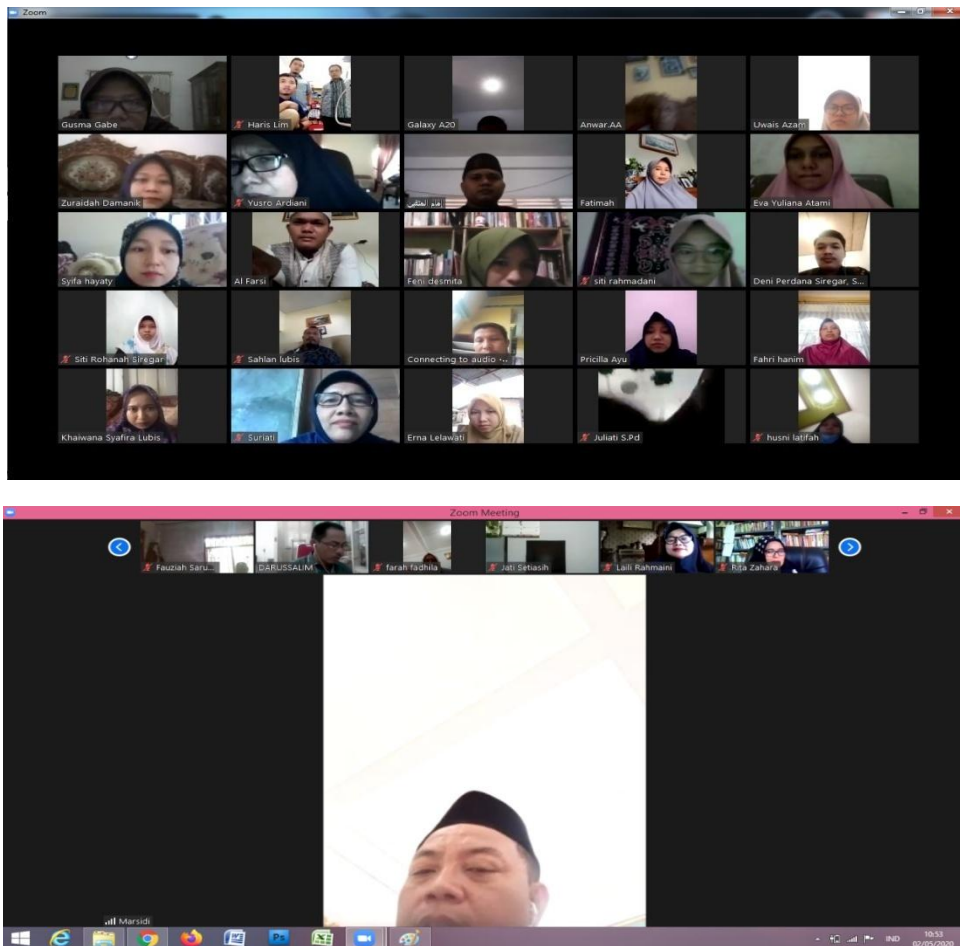 Zoom
Gusma Gabe
Haris Lim
Galaxy A20
Anwar.AA
Uwais Azam
Zuraidah Damanik
Yusro Ardiani
Fatimah
Eva Yuliana Atami
Syifa hayaty
Al Farsi
Feni desmita
siti rahmadani
Deni Perdana Siregar, S...
Siti Rohanah Siregar
Sahlan lubis
Connecting to audio ·...
Pricilla Ayu
Fahri hanim
Khaiwana Syafira Lubis
Suriati
Erna Lelawati
Juliati S.Pd
husni latifah
Zoom Meeting
Fauziah Saru...
DARUSSALIM
farah fadhila
Jati Setiasih
Laili Rahmaini
Rita Zahara
Marsidi
Ps
IND
10:53
02/05/2020